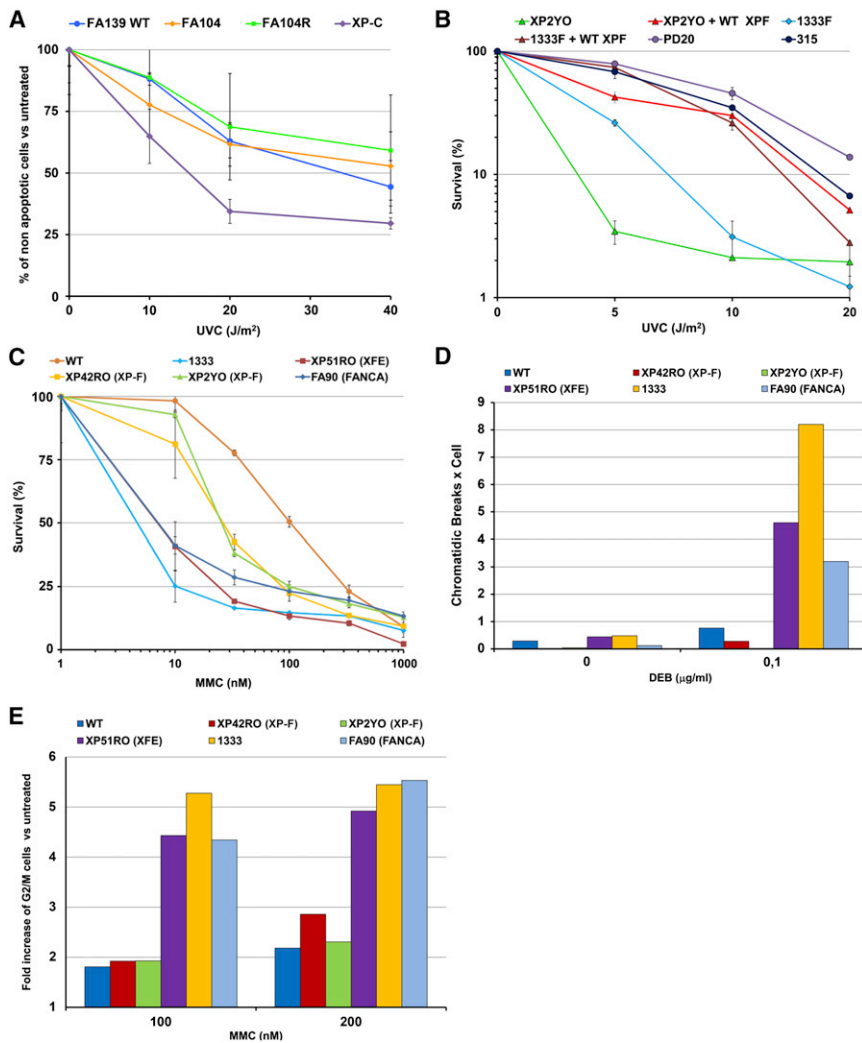 A
FA139 WT FA104 FA104R XP-C
100
75
50
25
0
% of non apoptotic cells vs untreated
0 10 20 30 40
UVC (J/m²)
B
XP2YO XP2YO + WT XPF 1333F
1333F + WT XPF PD20 315
100
10
1
Survival (%)
0 5 10 20
UVC (J/m²)
C
WT 1333 XP51RO (XFE)
XP42RO (XP-F) XP2YO (XP-F) FA90 (FANCA)
100
75
50
25
0
Survival (%)
1 10 100 1000
MMC (nM)
D
WT XP42RO (XP-F) XP2YO (XP-F)
XP51RO (XFE) 1333 FA90 (FANCA)
9
8
7
6
5
4
3
2
1
0
Chromatidic Breaks x Cell
0 0,1
DEB (µg/ml)
E
WT XP42RO (XP-F) XP2YO (XP-F)
XP51RO (XFE) 1333 FA90 (FANCA)
6
5
4
3
2
1
Fold increase of G2/M cells vs untreated
100 200
MMC (nM)